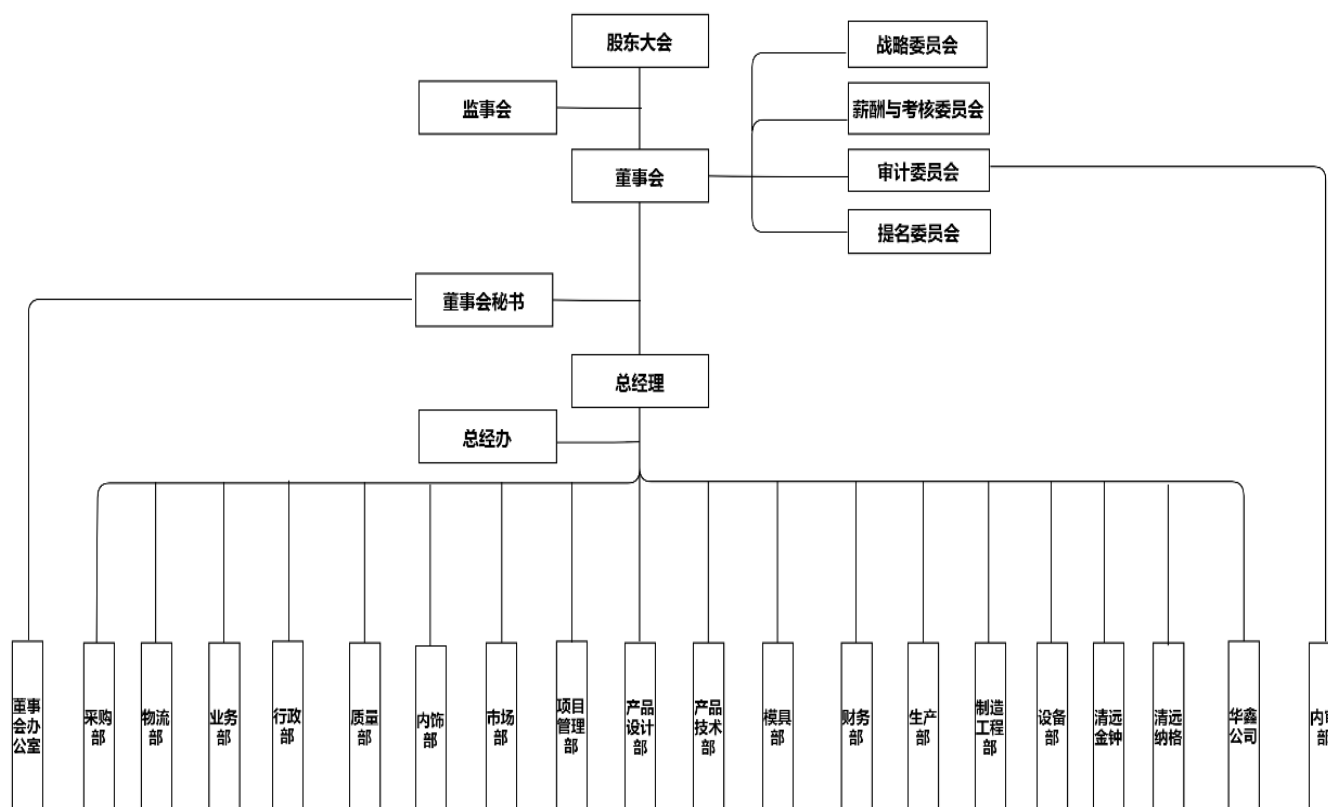 股东大会
战略委员会
监事会
薪酬与考核委员会
董事会
审计委员会
提名委员会
董事会秘书
总经理
总经办
董事
会办
公室
采购
部
物流
部
业务
部
行政
部
质量
部
内饰
部
市场
部
项目
管理
部
产品
设计
部
产品
技术
部
模具
部
财务
部
生产
部
制造
工程
部
设备
部
清远
金钟
清远
纳格
华鑫
公司
内审
部